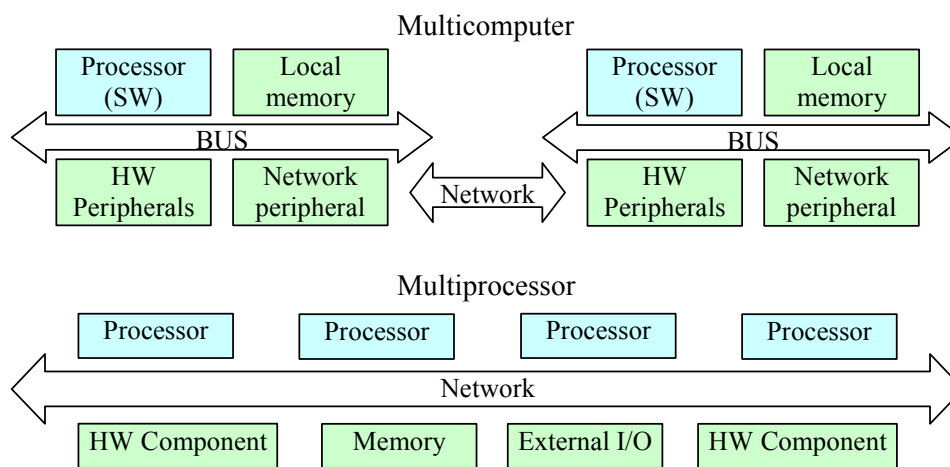 Multicomputer
Processor
(SW)
Local
memory
BUS
HW
Peripherals
Network
peripheral
Network
Processor
(SW)
Local
memory
BUS
HW
Peripherals
Network
peripheral
Multiprocessor
Processor
Processor
Processor
Processor
Network
HW Component
Memory
External I/O
HW Component